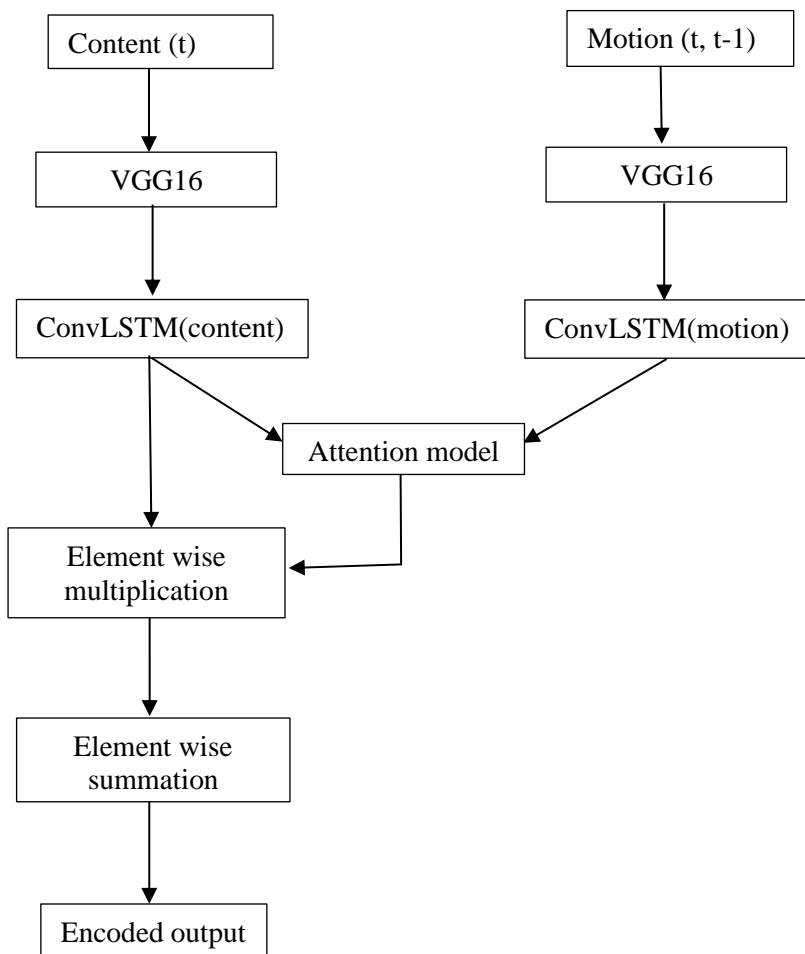 Content (t)
Motion (t, t-1)
VGG16
VGG16
ConvLSTM(content)
ConvLSTM(motion)
Attention model
Element wise
multiplication
Element wise
summation
Encoded output